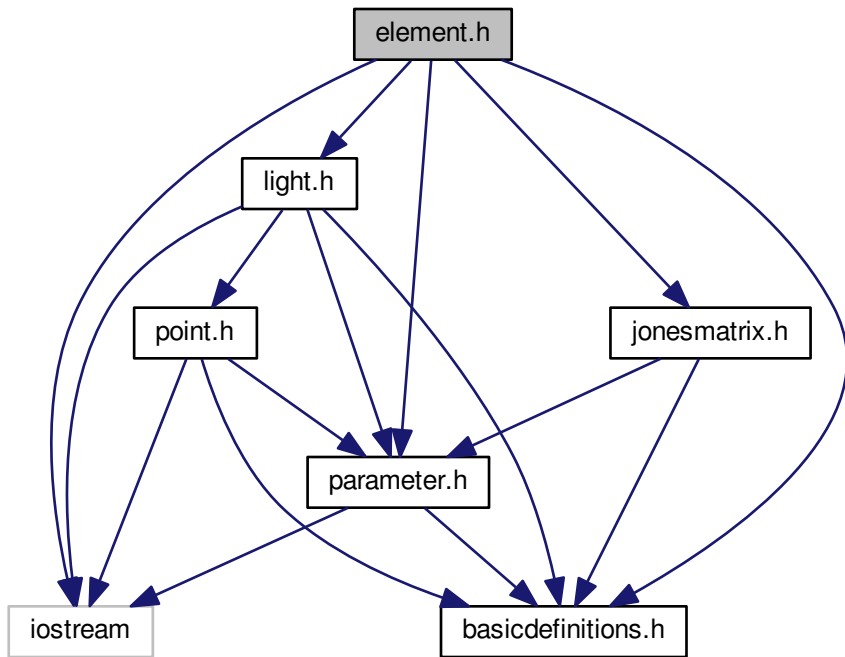 element.h
light.h
point.h
jonesmatrix.h
parameter.h
iostream
basicdefinitions.h